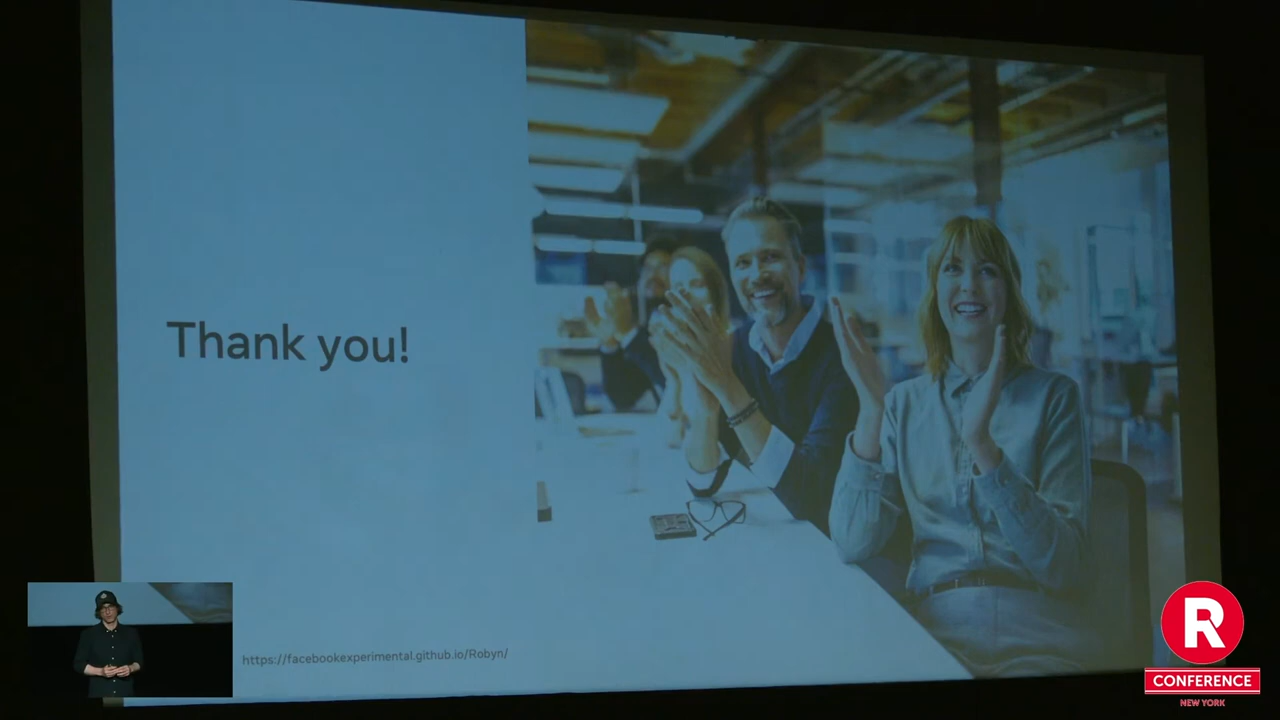 Thank you!
https://facebookexperimental.github.io/Robyn/
R
CONFERENCE
NEW YORK